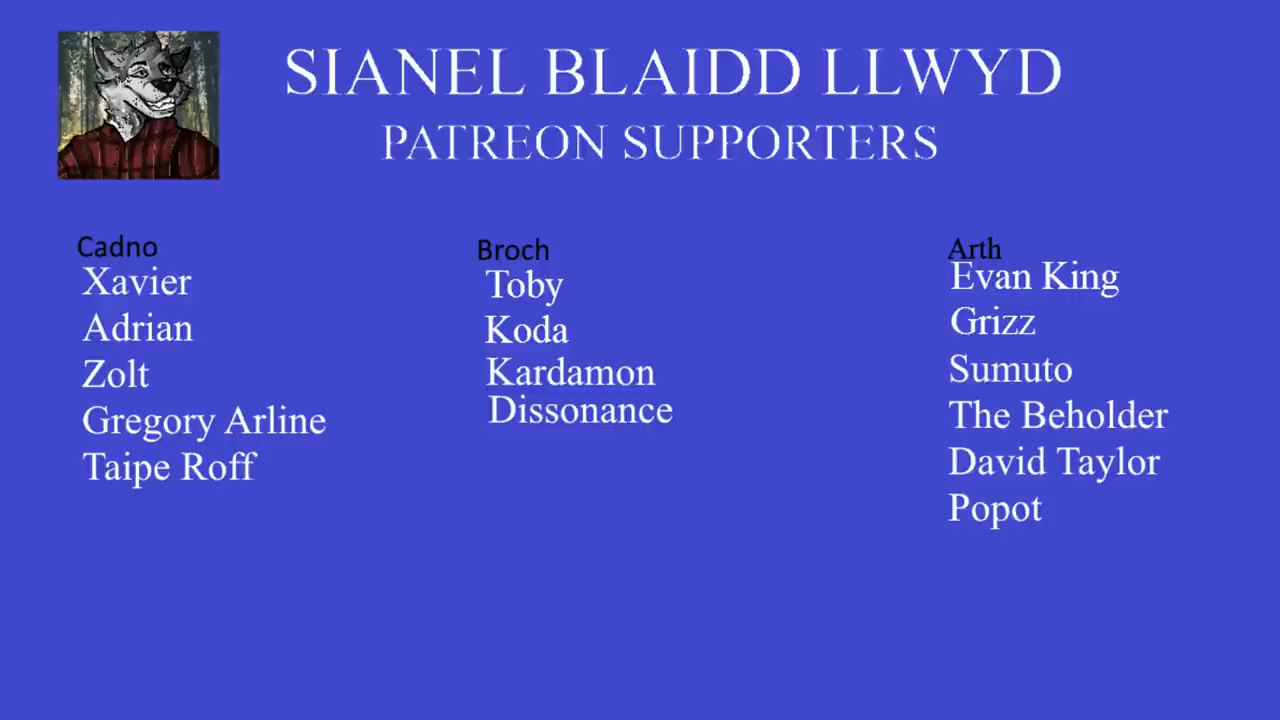 SIANEL BLAIDD LLWYD
PATREON SUPPORTERS
Cadno
Xavier
Adrian
Zolt
Gregory Arline
Taipe Roff
Broch
Toby
Koda
Kardamon
Dissonance
Arth
Evan King
Grizz
Sumuto
The Beholder
David Taylor
Popot